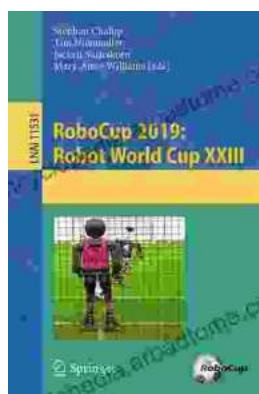 Stephan Chalup
Tim Niemueller
Jackrit Suthakorn
Mary-Anne Williams (Eds.)
LNAI 11531
RoboCup 2019:
Robot World Cup XXIII
Springer
RoboCup